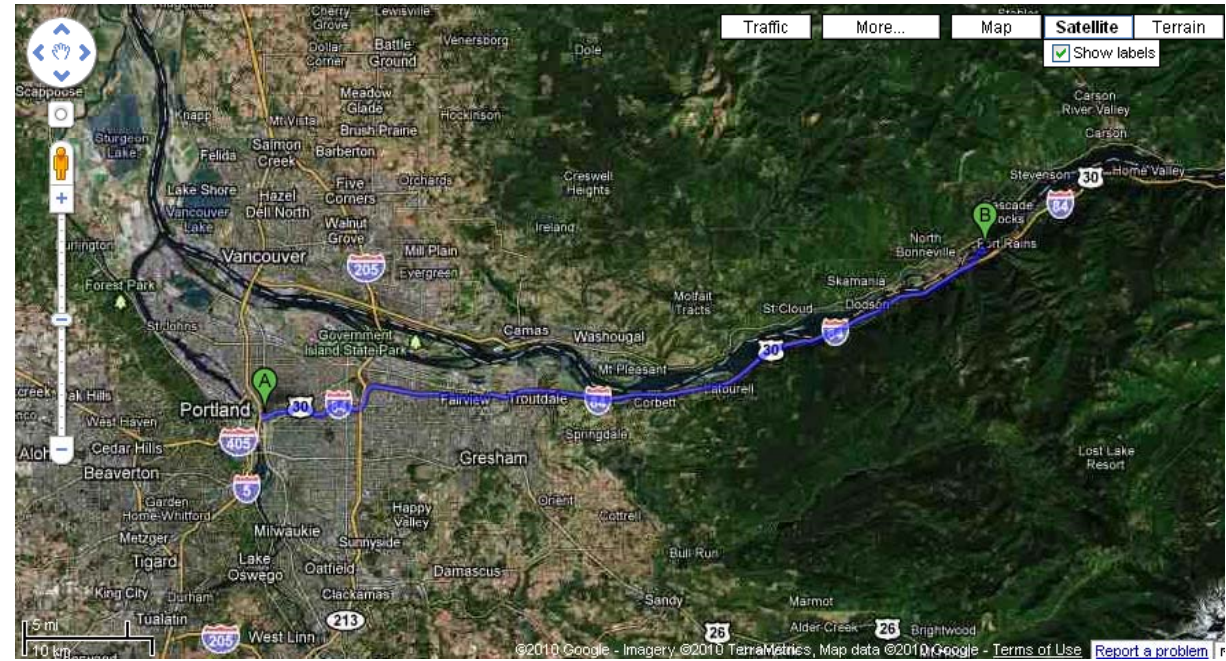 Cherry
Grove
Lewisville
Dollar
Corner
Battle
Ground
Venersborg
Dole
Traffic
More...
Map
Satellite
Terrain
Show labels
Scappoose
Meadow
Glade
Hockinson
Carson
River Valley
Knapp
Mt Vista
Brush Prairie
Carson
Sturgeon
Lake
Felida
Salmon
Creek
Barberton
Stevenson
30
Home Valley
Lake Shore
Hazel
Dell North
Five
Corners
Orchards
Creswell
Heights
84
Vancouver
Lake
Walnut
Grove
Ireland
B
North
Bonneville
Fort Rains
Vancouver
205
Mill Plain
Evergreen
Skamania
Forest Park
Molfait
Tracts
St Cloud
Dodson
St Johns
Government
Island State Park
Camas
Washougal
84
30
Mt Pleasant
A
Oak Hills
Portland
30
84
Fairview
Troutdale
84
Corbett
Latourell
West Haven
405
Springdale
Cedar Hills
Gresham
Lost Lake
Resort
Beaverton
5
Garden
Home-Whitford
Happy
Valley
Orient
Cottrell
Metzger
Milwaukie
Sunnyside
Bull Run
Tigard
Lake
Oswego
Oatfield
Damascus
King City
Durham
Clackamas
Sandy
Marmot
Tualatin
213
5 mi
10 km
205
West Linn
26
Alder Creek
26
Brightwood
©2010 Google - Imagery ©2010 TerraMetrics, Map data ©2010 Google - Terms of Use
Report a problem